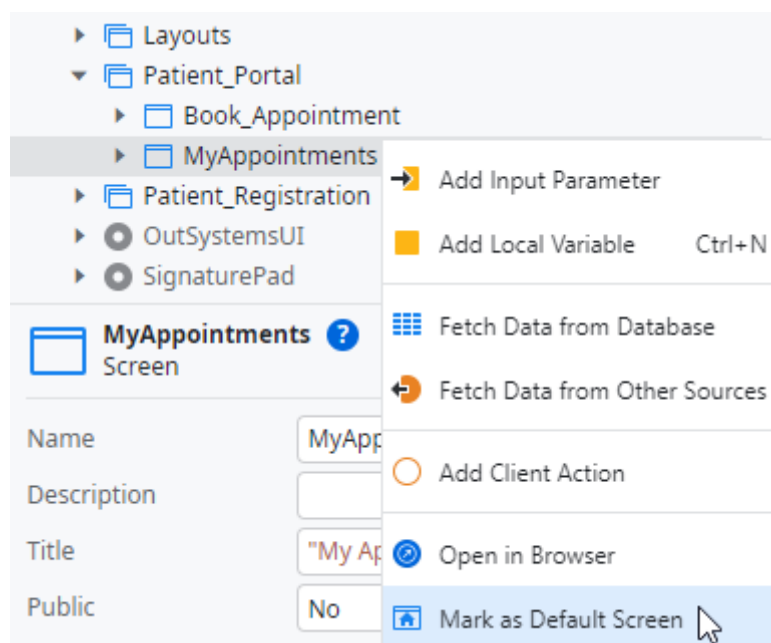 Layouts
Patient_Portal
Book_Appointment
MyAppointments
Patient_Registration
OutSystemsUI
SignaturePad
MyAppointments ?
Screen
Name MyApp
Description
Title "My Ap
Public No
Add Input Parameter
Add Local Variable Ctrl+N
Fetch Data from Database
Fetch Data from Other Sources
Add Client Action
Open in Browser
Mark as Default Screen